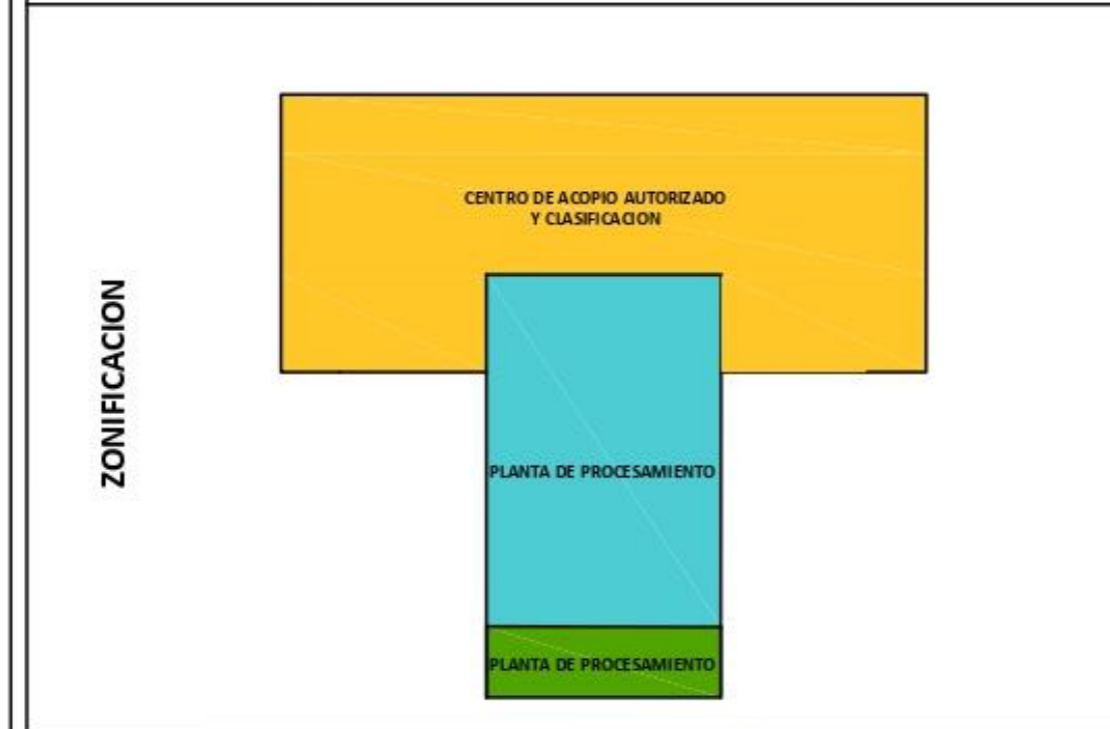 ZONIFICACION
CENTRO DE ACOPIO AUTORIZADO
Y CLASIFICACION
PLANTA DE PROCESAMIENTO
PLANTA DE PROCESAMIENTO